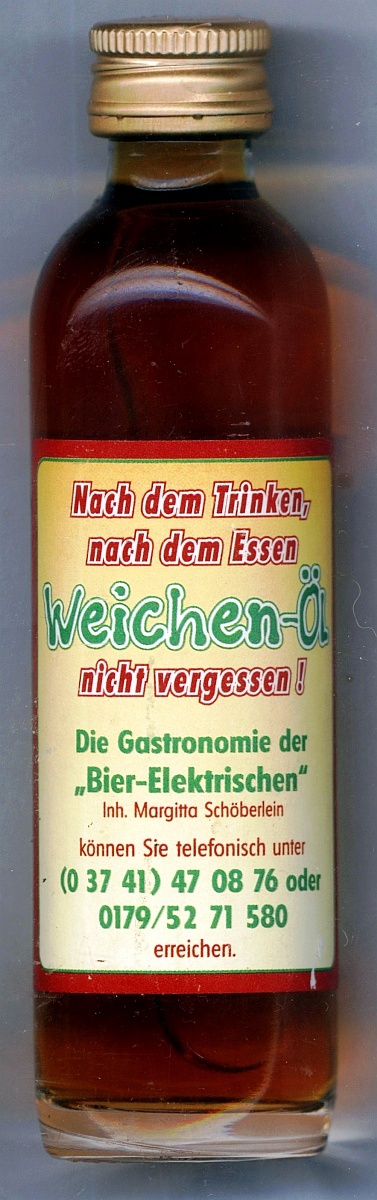 Nach dem Trinken,
nach dem Essen
Weichen-Öl
nicht vergessen!
Die Gastronomie der
„Bier-Elektrischen“
Inh. Margitta Schöberlein
können Sie telefonisch unter
(0 37 41) 47 08 76 oder
0179/52 71 580
erreichen.